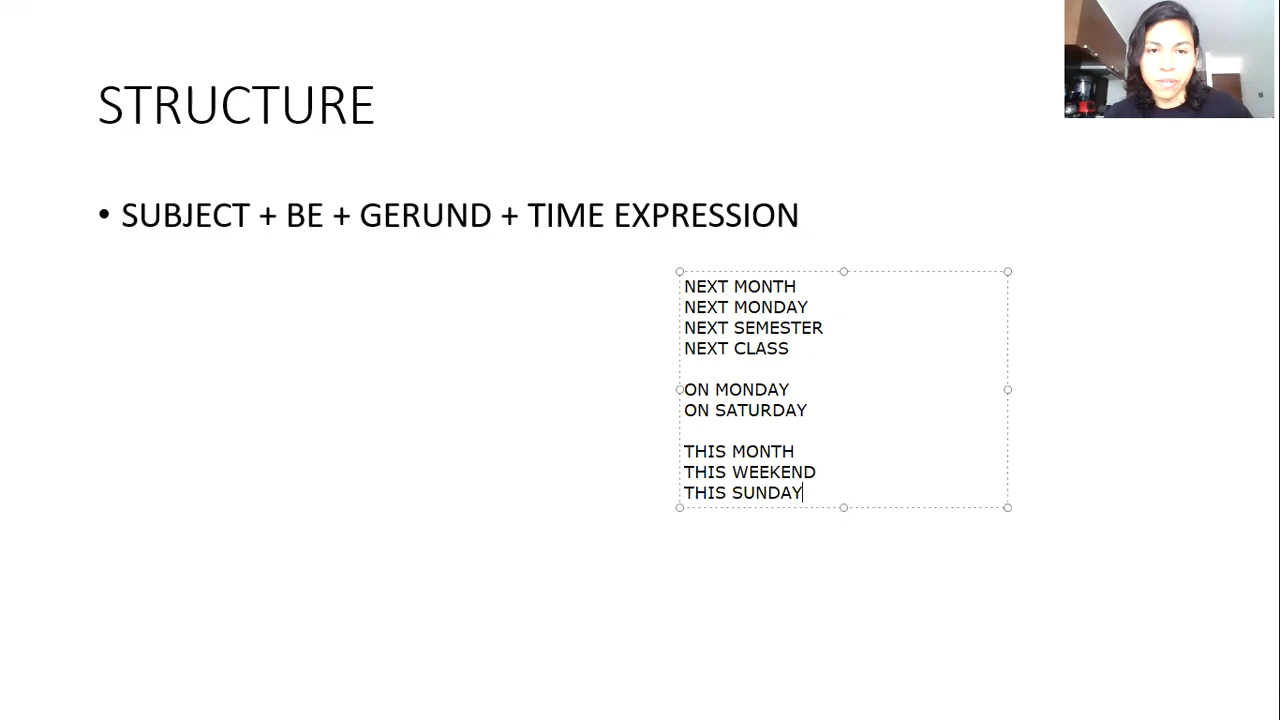 STRUCTURE
• SUBJECT + BE + GERUND + TIME EXPRESSION
NEXT MONTH
NEXT MONDAY
NEXT SEMESTER
NEXT CLASS
ON MONDAY
ON SATURDAY
THIS MONTH
THIS WEEKEND
THIS SUNDAY